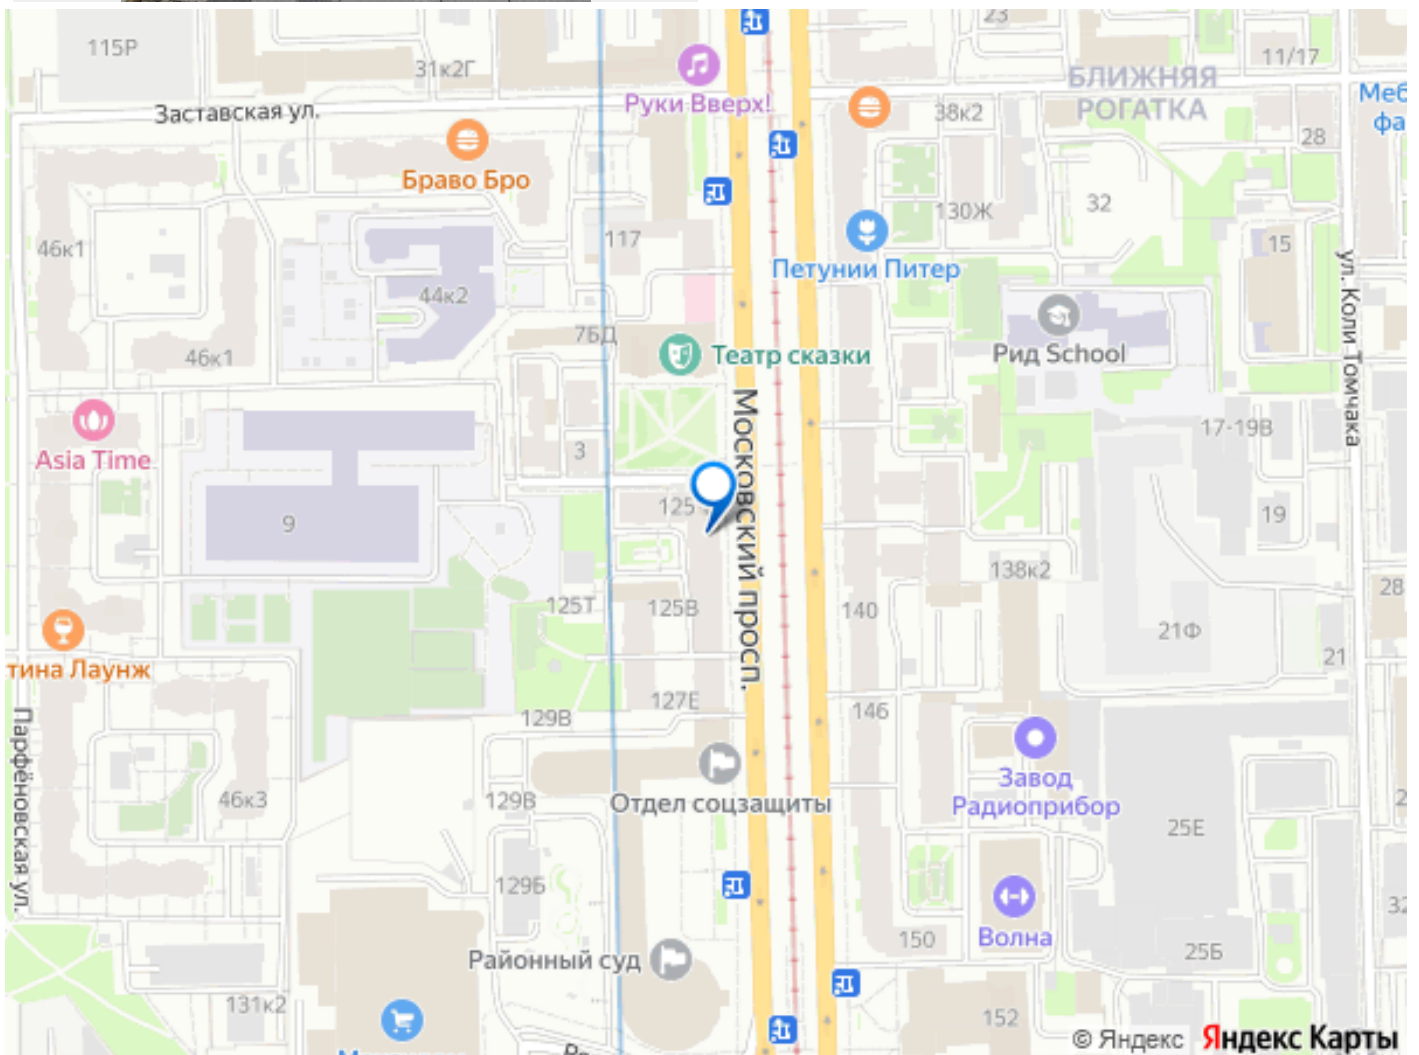 23
115Р
11/17
31к2Г
БЛИЖНЯЯ
РОГАТКА
Руки Вверх!
Заставская ул.
38к2
28
Браво Бро
32
130Ж
117
15
46к1
Петунии Питер
44к2
7БД
46к1
Театр сказки
Рид School
ул. Коли Томчака
Московский просп.
17-19В
Asia Time
3
125
19
9
138к2
28
125Т
125В
140
21Ф
21
тина Лаунж
127Е
146
129В
Парфёновская ул.
Завод
Радиоприбор
46к3
129В
Отдел соцзащиты
25Е
129Б
Волна
150
25Б
Районный суд
131к2
152
© Яндекс Яндекс Карты